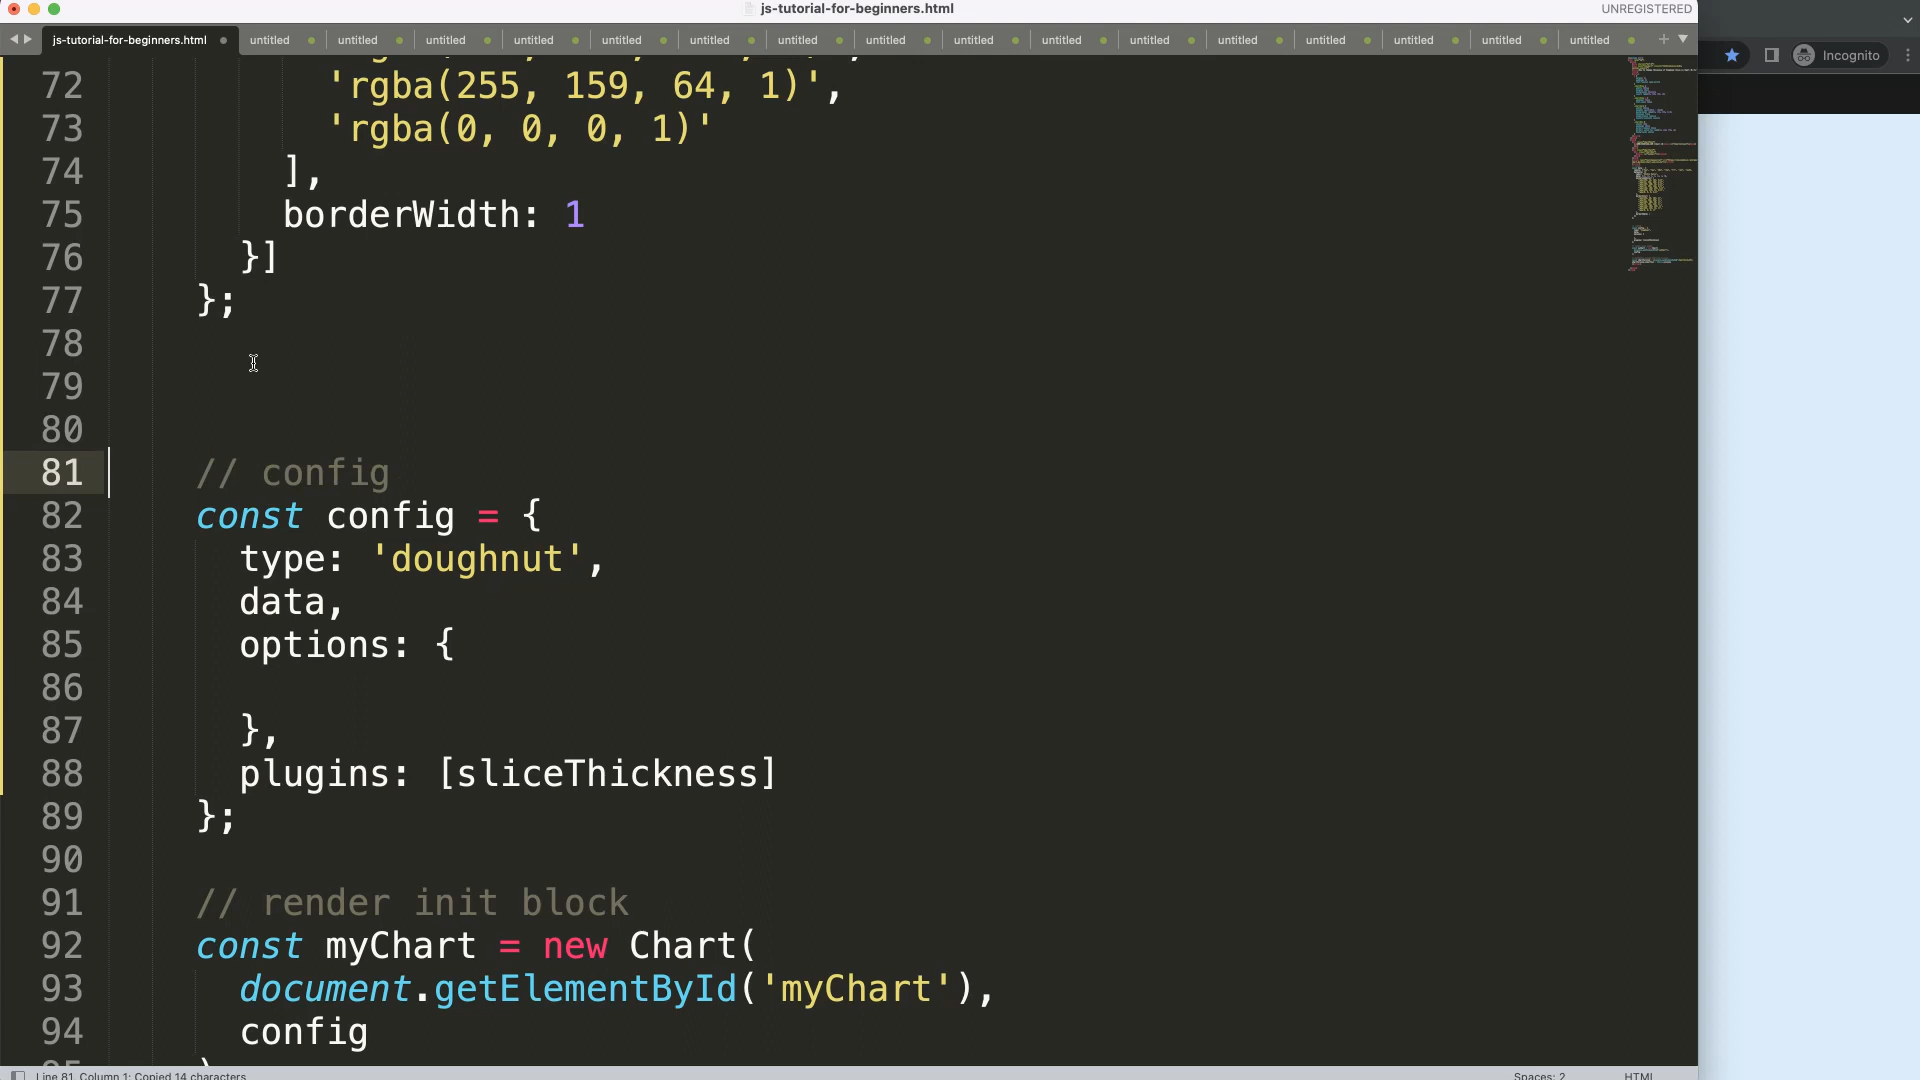 js-tutorial-for-beginners.html
UNREGISTERED
js-tutorial-for-beginners.html untitled untitled untitled untitled untitled untitled untitled untitled untitled untitled untitled untitled untitled untitled untitled untitled
Incognito
72 'rgba(255, 159, 64, 1)',
73 'rgba(0, 0, 0, 1)'
74 ],
75 borderWidth: 1
76 }]
77 };
78
79
80
81 // config
82 const config = {
83 type: 'doughnut',
84 data,
85 options: {
86
87 },
88 plugins: [sliceThickness]
89 };
90
91 // render init block
92 const myChart = new Chart(
93 document.getElementById('myChart'),
94 config
Line 81, Column 1; Copied 14 characters
Spaces: 2
HTML